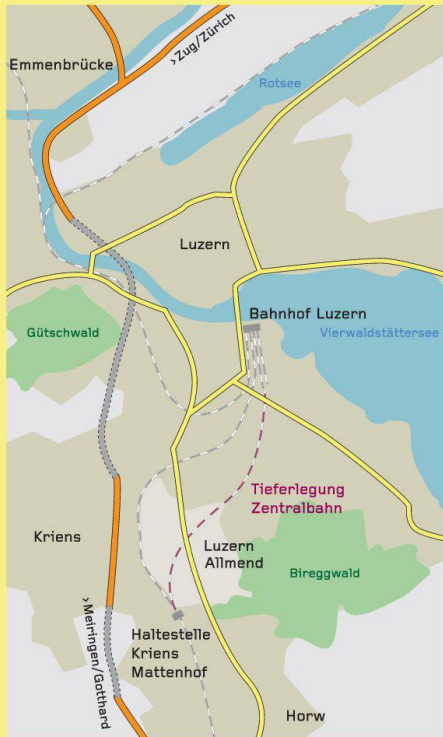 Emmenbrücke
>Zug/Zürich
Rotsee
Luzern
Bahnhof Luzern
Gütschwald
Vierwaldstättersee
Tieferlegung
Zentralbahn
Kriens
Luzern
Allmend
Bireggwald
>Meiringen/Gotthard
Haltestelle
Kriens
Mattenhof
Horw